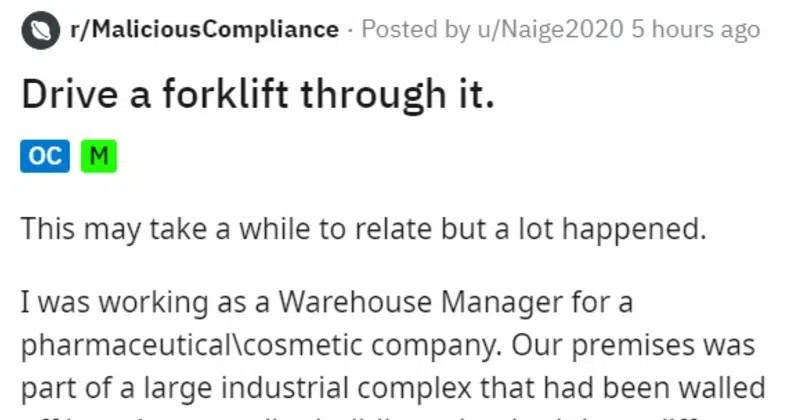 r/MaliciousCompliance · Posted by u/Naige2020 5 hours ago
Drive a forklift through it.
OC M
This may take a while to relate but a lot happened.
I was working as a Warehouse Manager for a
pharmaceutical\cosmetic company. Our premises was
part of a large industrial complex that had been walled